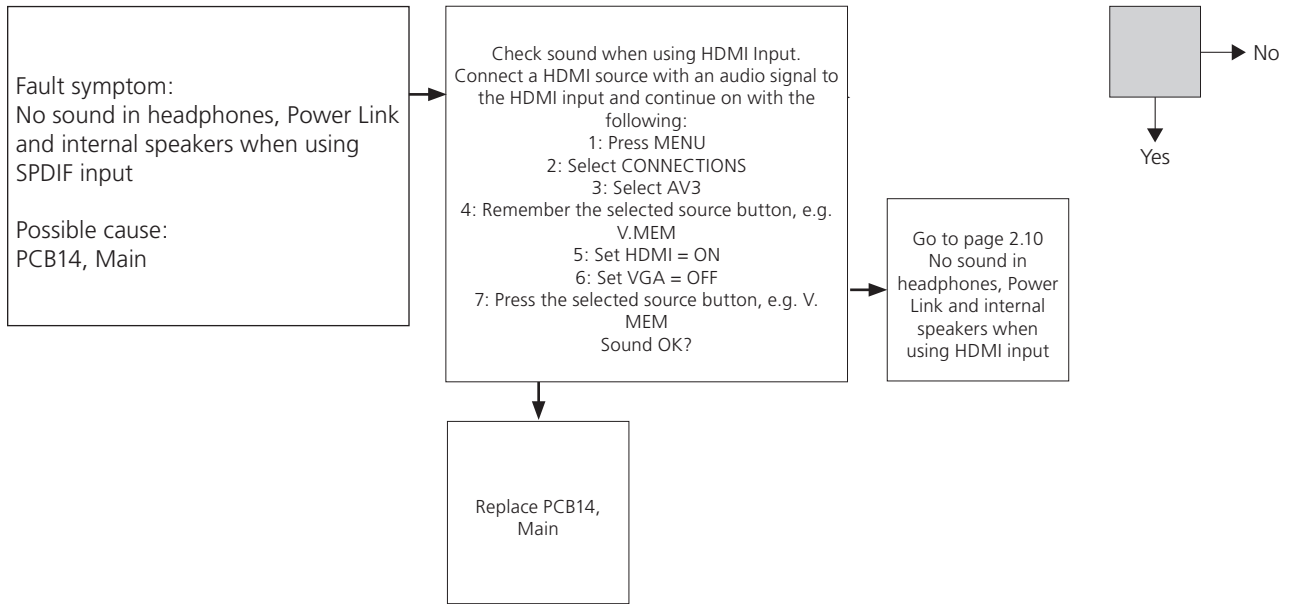 Fault symptom:
No sound in headphones, Power Link
and internal speakers when using
SPDIF input
Possible cause:
PCB14, Main
Check sound when using HDMI Input.
Connect a HDMI source with an audio signal to
the HDMI input and continue on with the
following:
1: Press MENU
2: Select CONNECTIONS
3: Select AV3
4: Remember the selected source button, e.g.
V.MEM
5: Set HDMI = ON
6: Set VGA = OFF
7: Press the selected source button, e.g. V.
MEM
Sound OK?
No
Yes
Go to page 2.10
No sound in
headphones, Power
Link and internal
speakers when
using HDMI input
Replace PCB14,
Main